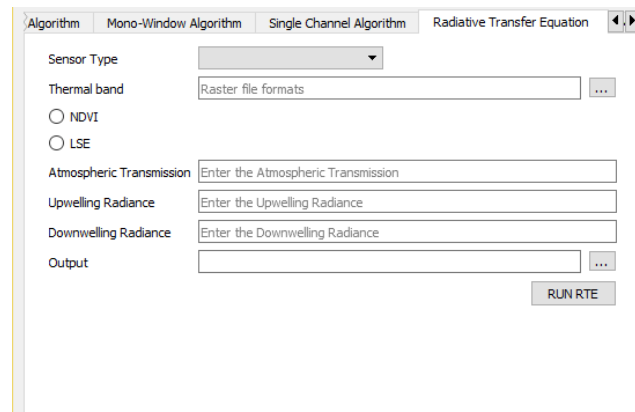 Algorithm Mono-Window Algorithm Single Channel Algorithm Radiative Transfer Equation
Sensor Type
Thermal band Raster file formats ...
NDVI
LSE
Atmospheric Transmission Enter the Atmospheric Transmission
Upwelling Radiance Enter the Upwelling Radiance
Downwelling Radiance Enter the Downwelling Radiance
Output ...
RUN RTE